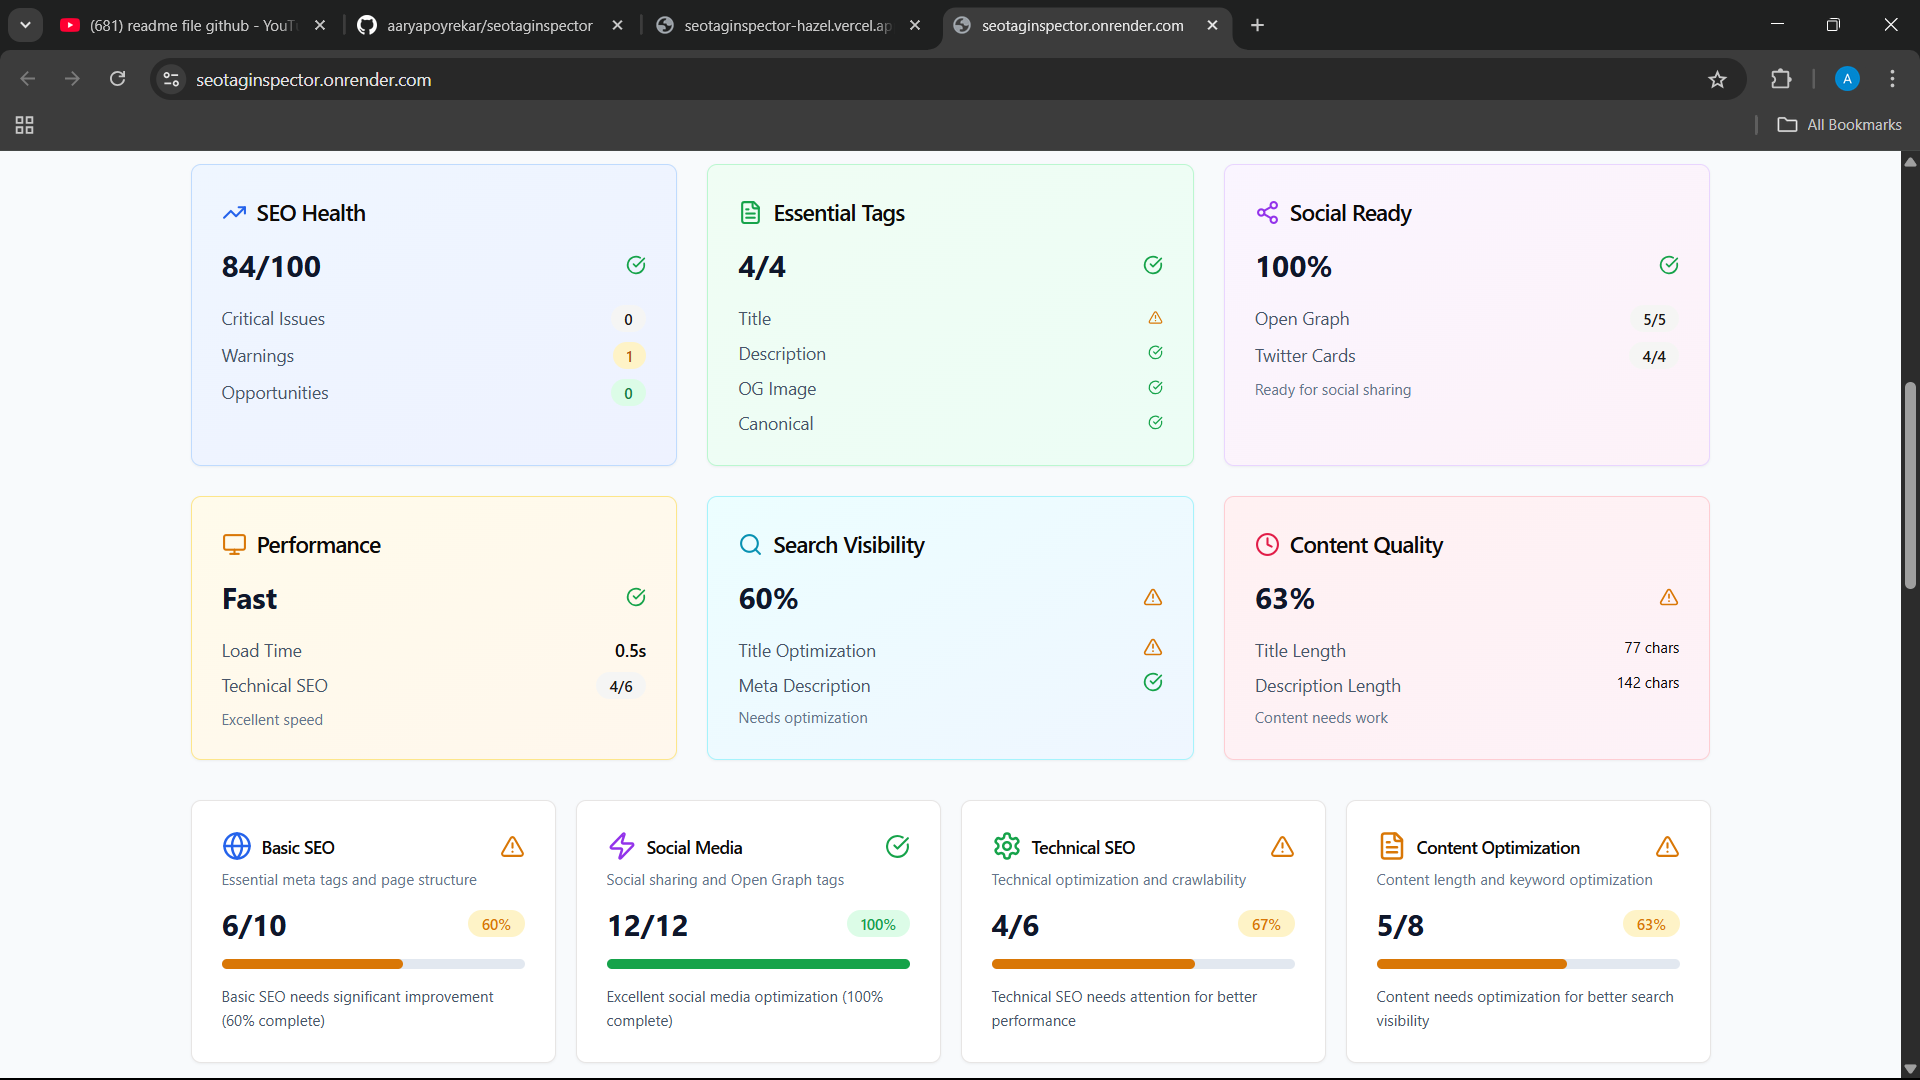 (681) readme file github - YouTu
aaryapoyrekar/seotaginspector
seotaginspector-hazel.vercel.ap
seotaginspector.onrender.com
seotaginspector.onrender.com
A
All Bookmarks
SEO Health
84/100
Critical Issues 0
Warnings 1
Opportunities 0
Essential Tags
4/4
Title
Description
OG Image
Canonical
Social Ready
100%
Open Graph 5/5
Twitter Cards 4/4
Ready for social sharing
Performance
Fast
Load Time 0.5s
Technical SEO 4/6
Excellent speed
Search Visibility
60%
Title Optimization
Meta Description
Needs optimization
Content Quality
63%
Title Length 77 chars
Description Length 142 chars
Content needs work
Basic SEO
Essential meta tags and page structure
6/10 60%
Basic SEO needs significant improvement
(60% complete)
Social Media
Social sharing and Open Graph tags
12/12 100%
Excellent social media optimization (100%
complete)
Technical SEO
Technical optimization and crawlability
4/6 67%
Technical SEO needs attention for better
performance
Content Optimization
Content length and keyword optimization
5/8 63%
Content needs optimization for better search
visibility